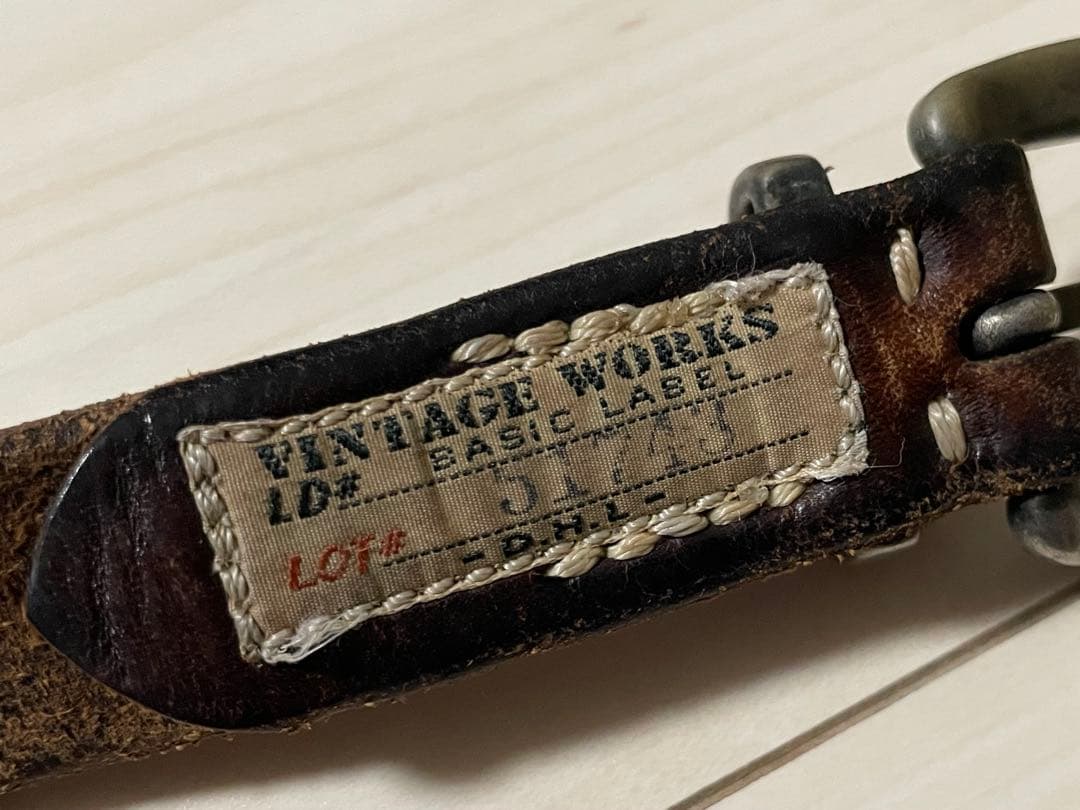 VINTAGE WORKS
BASIC LABEL
LD#
LOT#
- D.H.L -